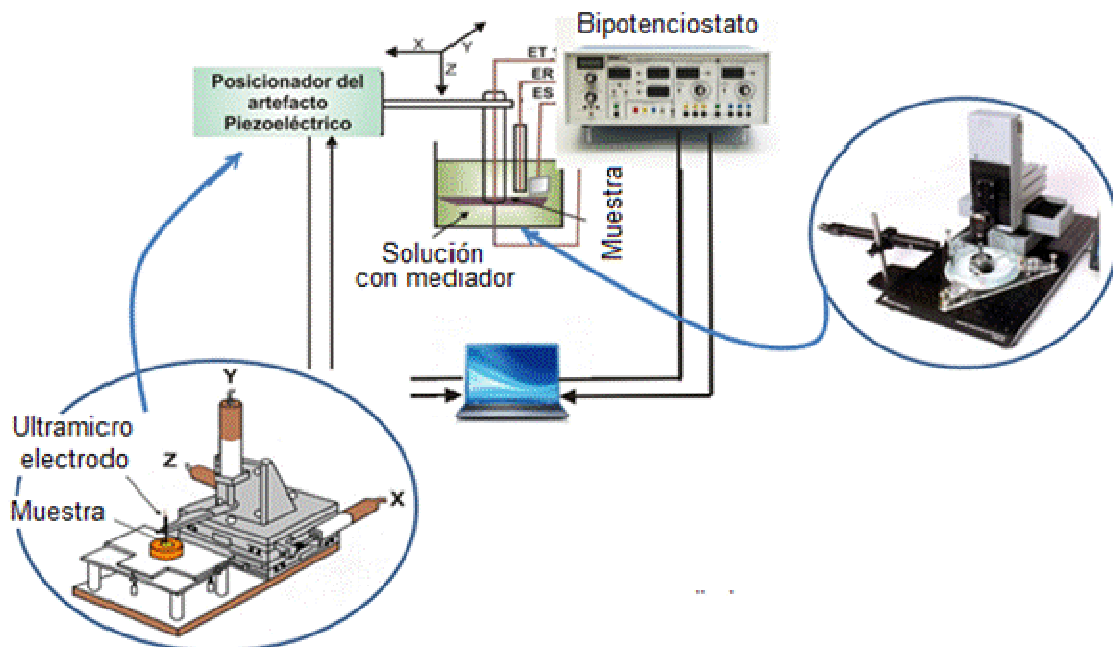 Bipotenciostato
X
Y
Z
ET
ER
ES
Posicionador del
artefacto
Piezoeléctrico
Muestra
Solución
con mediador
Y
Ultramicro
electrodo
Z
X
Muestra